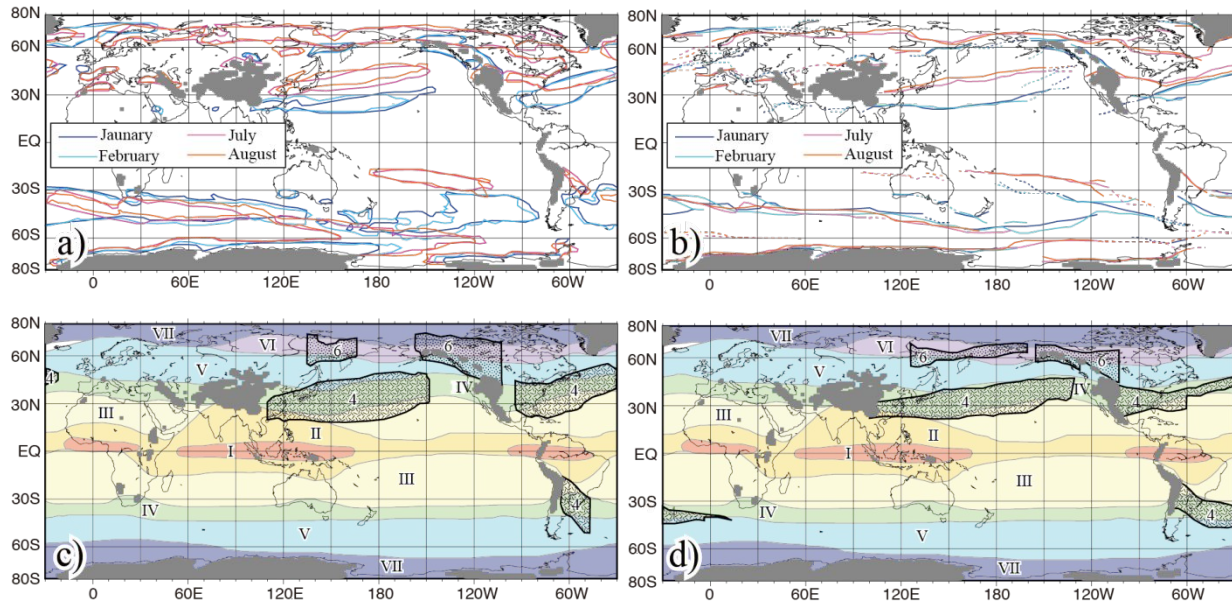 80N
60N
30N
EQ
30S
60S
80S
Jaunary
July
February
August
a)
0
60E
120E
180
120W
60W
80N
60N
30N
EQ
30S
60S
80S
Jaunary
July
February
August
b)
0
60E
120E
180
120W
60W
80N
60N
30N
EQ
30S
60S
80S
VII
VI
6
6
V
4
4
IV
4
III
II
I
III
4
IV
V
VII
c)
0
60E
120E
180
120W
60W
80N
60N
30N
EQ
30S
60S
80S
VII
VI
6
6
V
IV
4
4
III
II
I
III
4
IV
V
VII
d)
0
60E
120E
180
120W
60W